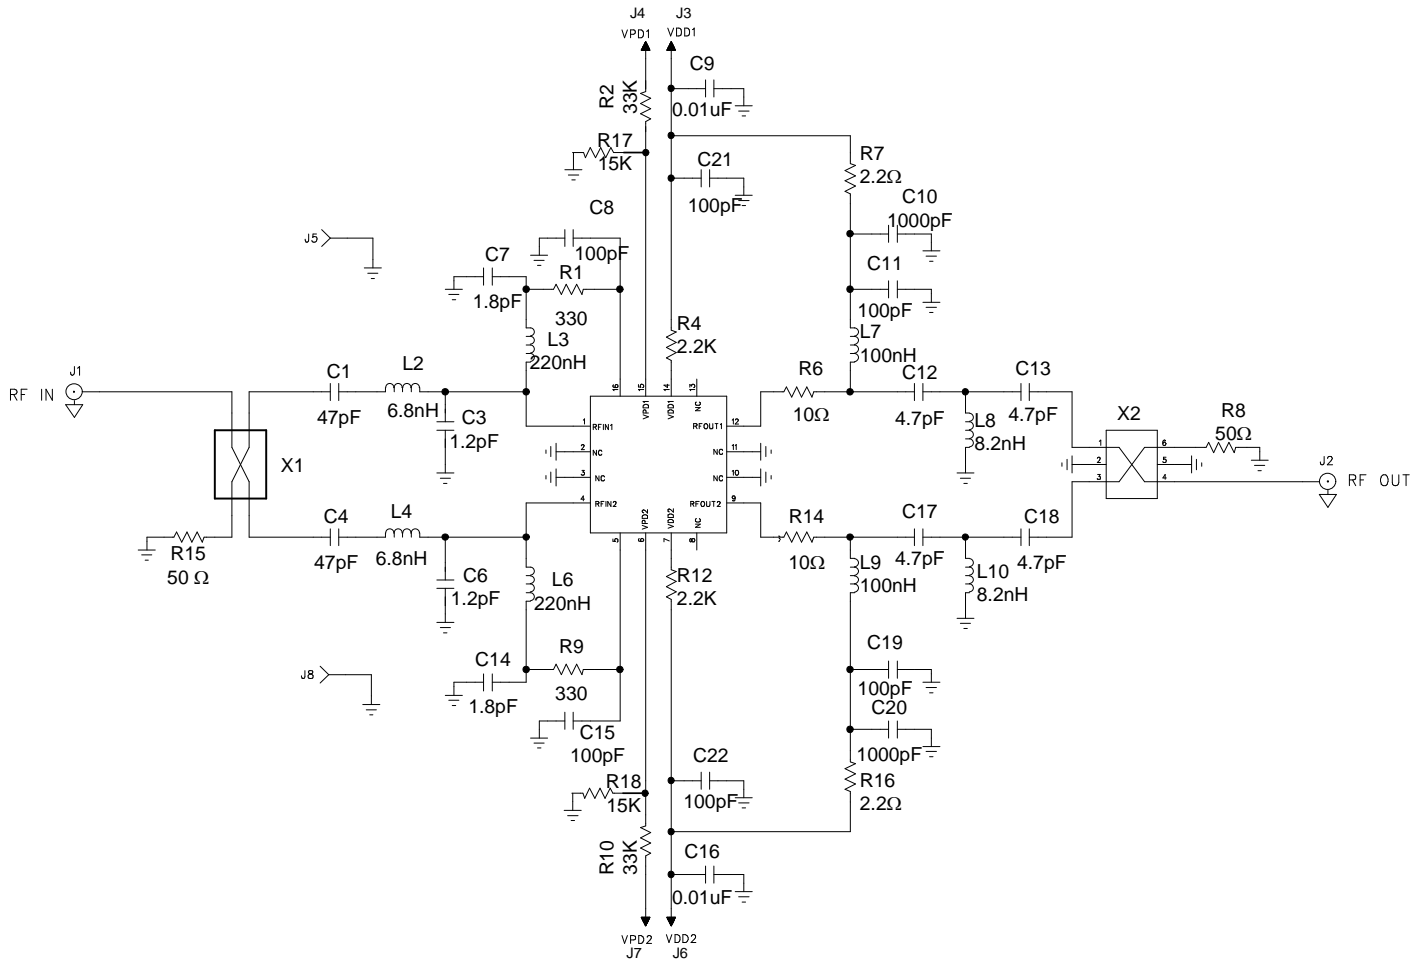 J4 J3
VPD1 VDD1
C9
R2
33K
0.01uF
R17
15K
C21
100pF
R7
2.2Ω
C8
100pF
C10
1000pF
J5
C7
1.8pF
R1
330
C11
100pF
L3
220nH
R4
2.2K
L7
100nH
J1
RF IN
C1
47pF
L2
6.8nH
C3
1.2pF
R6
10Ω
C12
4.7pF
C13
4.7pF
L8
8.2nH
X2
R8
50Ω
J2
RF OUT
X1
16 15 14 13
VPD1 VDD1 NC
1 RFIN1 RFOUT1 12
2 NC NC 11
3 NC NC 10
4 RFIN2 RFOUT2 9
VPD2 VDD2 NC
5 6 7 8
1 6
2 5
3 4
R15
50 Ω
C4
47pF
L4
6.8nH
C6
1.2pF
L6
220nH
R12
2.2K
R14
10Ω
C17
4.7pF
C18
4.7pF
L9
100nH
L10
8.2nH
J8
C14
1.8pF
R9
330
C15
100pF
C19
100pF
C20
1000pF
R18
15K
C22
100pF
R16
2.2Ω
R10
33K
C16
0.01uF
VPD2 VDD2
J7 J6